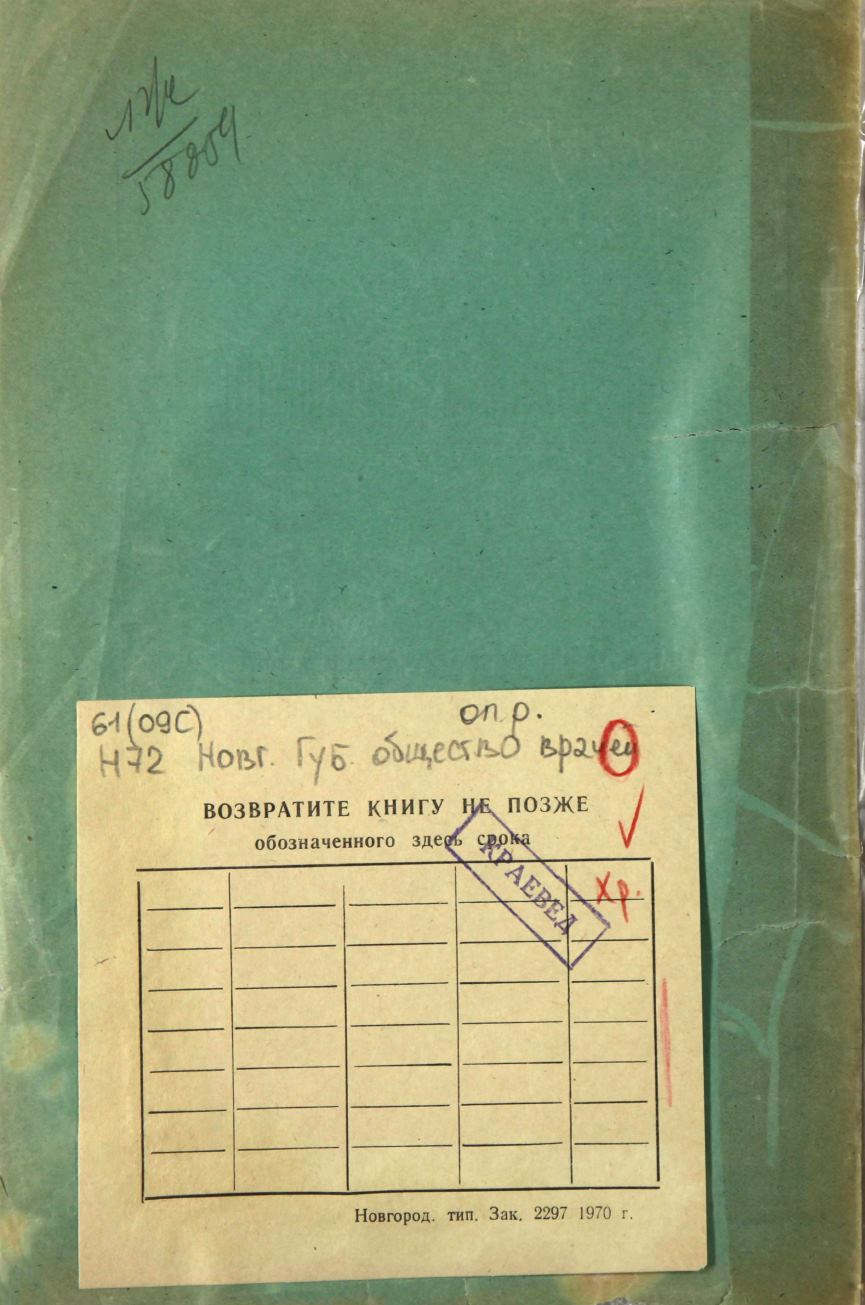 58804
61(09С) оп.р.
Н72 Новг. Губ. общество врачей
О
ВОЗВРАТИТЕ КНИГУ НЕ ПОЗЖЕ
обозначенного здесь срока
КРАЕВЕД
Хр.
Новгород. тип. Зак. 2297 1970 г.